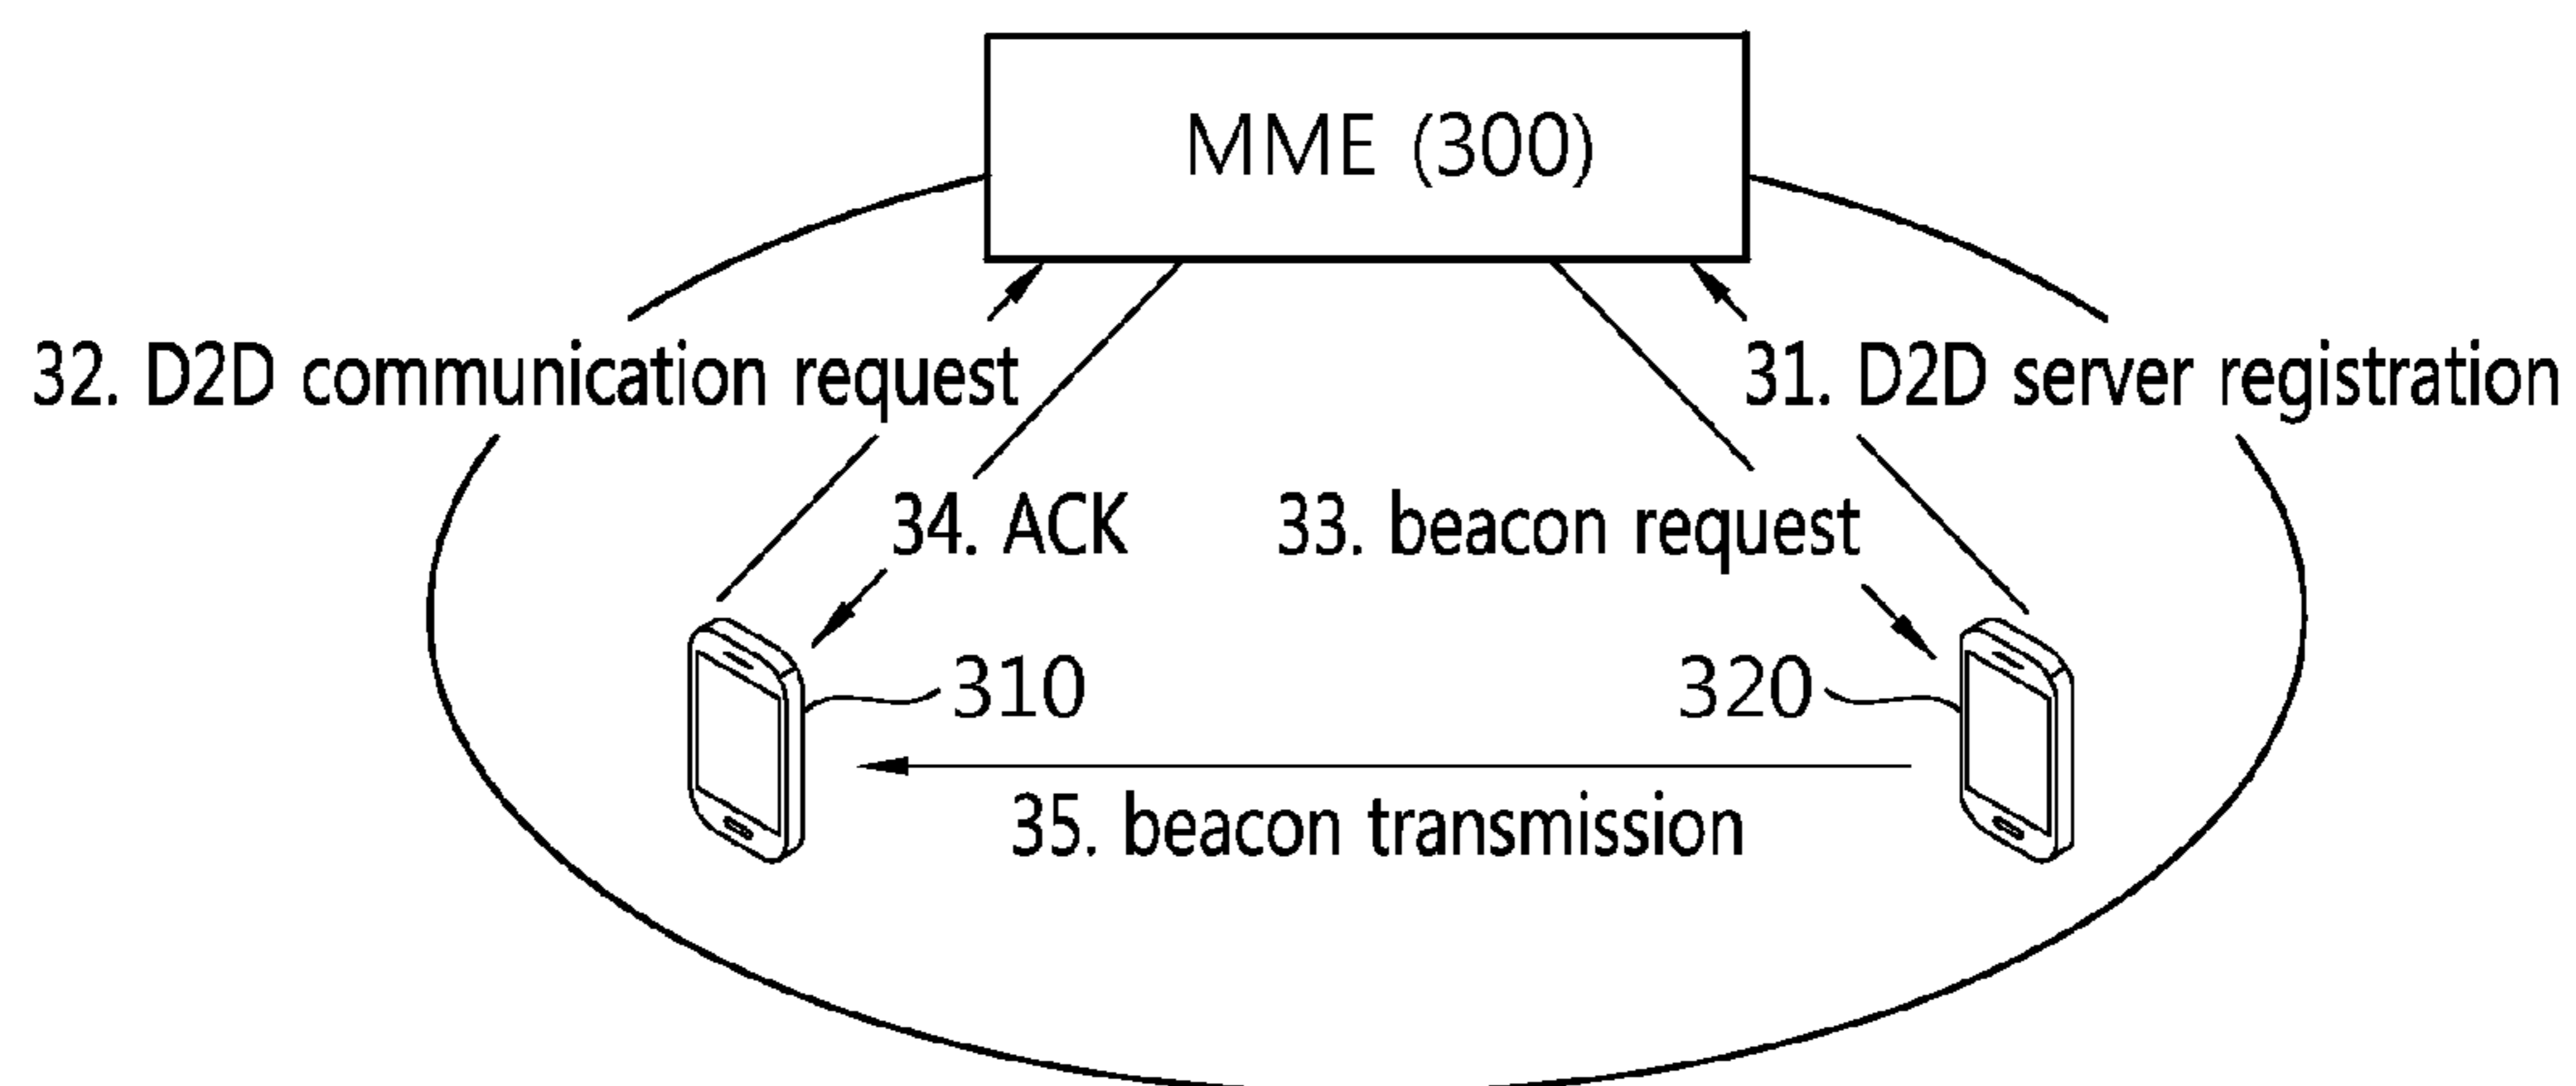 MME (300)
32. D2D communication request
31. D2D server registration
34. ACK
33. beacon request
310
320
35. beacon transmission